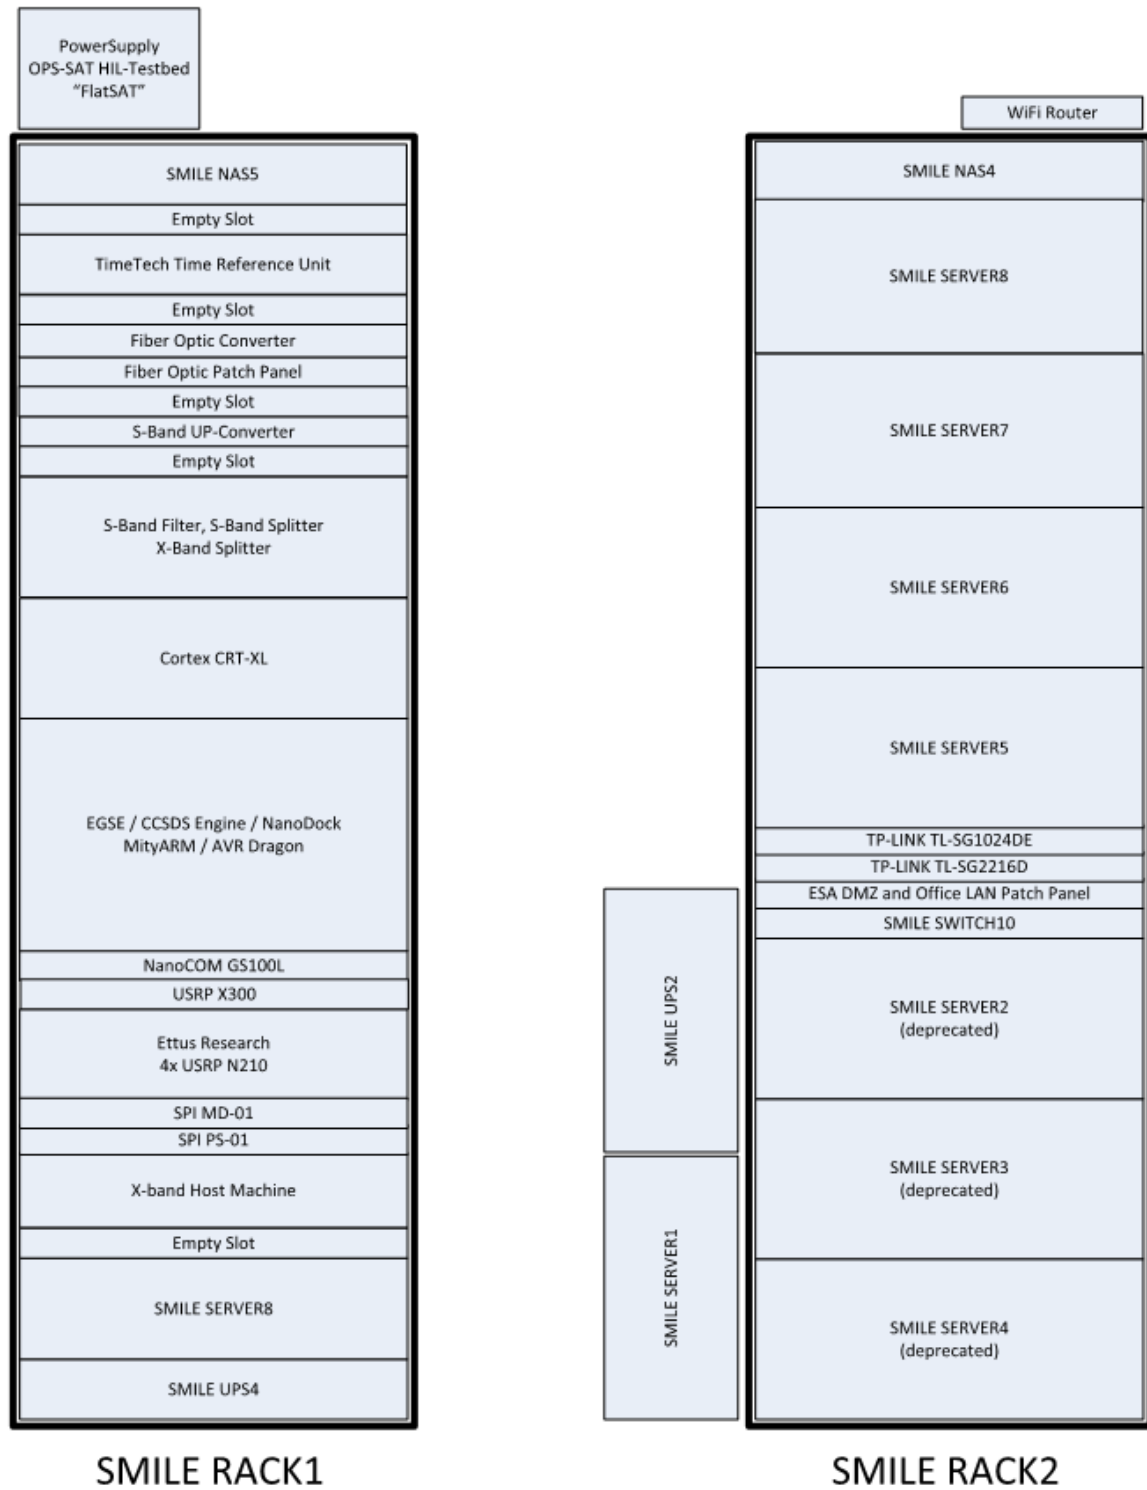 PowerSupply
OPS-SAT HIL-Testbed
“FlatSAT”
SMILE NAS5
Empty Slot
TimeTech Time Reference Unit
Empty Slot
Fiber Optic Converter
Fiber Optic Patch Panel
Empty Slot
S-Band UP-Converter
Empty Slot
S-Band Filter, S-Band Splitter
X-Band Splitter
Cortex CRT-XL
EGSE / CCSDS Engine / NanoDock
MityARM / AVR Dragon
NanoCOM GS100L
USRP X300
Ettus Research
4x USRP N210
SPI MD-01
SPI PS-01
X-band Host Machine
Empty Slot
SMILE SERVER8
SMILE UPS4
SMILE RACK1
SMILE UPS2
SMILE SERVER1
WiFi Router
SMILE NAS4
SMILE SERVER8
SMILE SERVER7
SMILE SERVER6
SMILE SERVER5
TP-LINK TL-SG1024DE
TP-LINK TL-SG2216D
ESA DMZ and Office LAN Patch Panel
SMILE SWITCH10
SMILE SERVER2
(deprecated)
SMILE SERVER3
(deprecated)
SMILE SERVER4
(deprecated)
SMILE RACK2